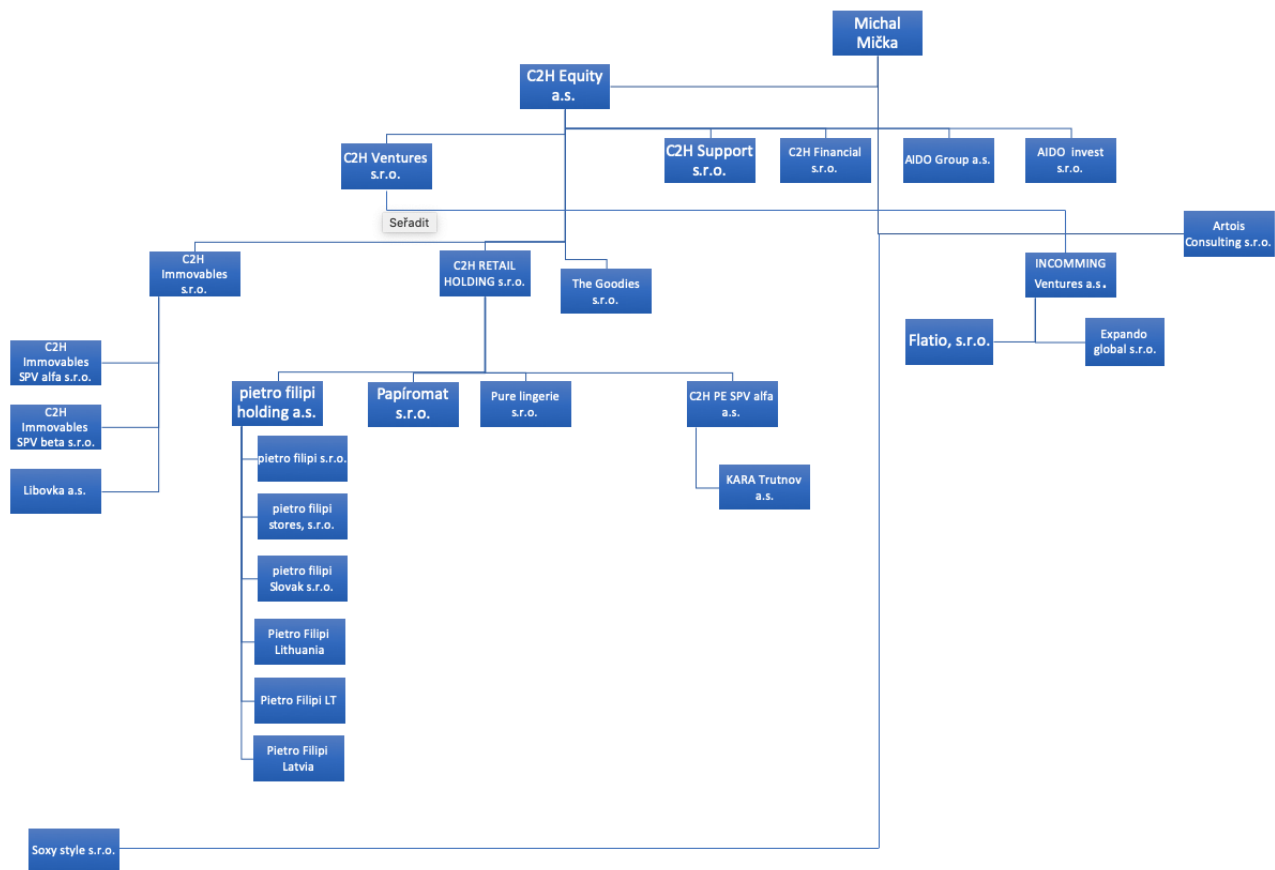 Michal
Mička
C2H Equity
a.s.
C2H Ventures
s.r.o.
C2H Support
s.r.o.
C2H Financial
s.r.o.
AIDO Group a.s.
AIDO invest
s.r.o.
Seřadit
Artois
Consulting s.r.o.
C2H
Immovables
s.r.o.
C2H RETAIL
HOLDING s.r.o.
The Goodies
s.r.o.
INCOMMING
Ventures a.s.
Flatio, s.r.o.
Expando
global s.r.o.
C2H
Immovables
SPV alfa s.r.o.
C2H
Immovables
SPV beta s.r.o.
Libovka a.s.
pietro filipi
holding a.s.
Papíromat
s.r.o.
Pure lingerie
s.r.o.
C2H PE SPV alfa
a.s.
pietro filipi s.r.o.
KARA Trutnov
a.s.
pietro filipi
stores, s.r.o.
pietro filipi
Slovak s.r.o.
Pietro Filipi
Lithuania
Pietro Filipi LT
Pietro Filipi
Latvia
Soxy style s.r.o.